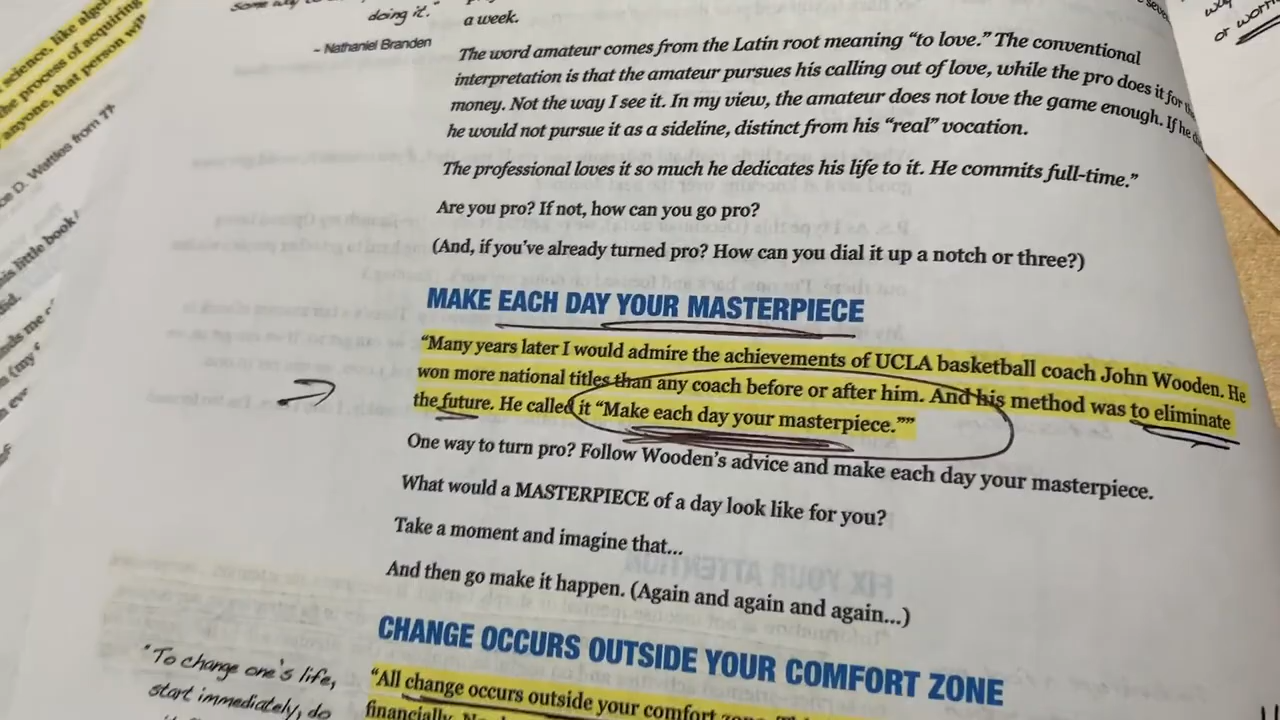 science, like alge
the process of acquiring
anyone, that person
ce D. Wattles from
is little book
doing it."
~ Nathaniel Branden
a week.
The word amateur comes from the Latin root meaning “to love.” The conventional
interpretation is that the amateur pursues his calling out of love, while the pro does it for
money. Not the way I see it. In my view, the amateur does not love the game enough. If he
he would not pursue it as a sideline, distinct from his “real” vocation.
The professional loves it so much he dedicates his life to it. He commits full-time.”
Are you pro? If not, how can you go pro?
(And, if you’ve already turned pro? How can you dial it up a notch or three?)
MAKE EACH DAY YOUR MASTERPIECE
“Many years later I would admire the achievements of UCLA basketball coach John Wooden. He
won more national titles than any coach before or after him. And his method was to eliminate
the future. He called it “Make each day your masterpiece.””
One way to turn pro? Follow Wooden’s advice and make each day your masterpiece.
What would a MASTERPIECE of a day look like for you?
Take a moment and imagine that...
And then go make it happen. (Again and again and again...)
CHANGE OCCURS OUTSIDE YOUR COMFORT ZONE
"To change one's life,
start immediately, do
“All change occurs outside your comfort
financially.